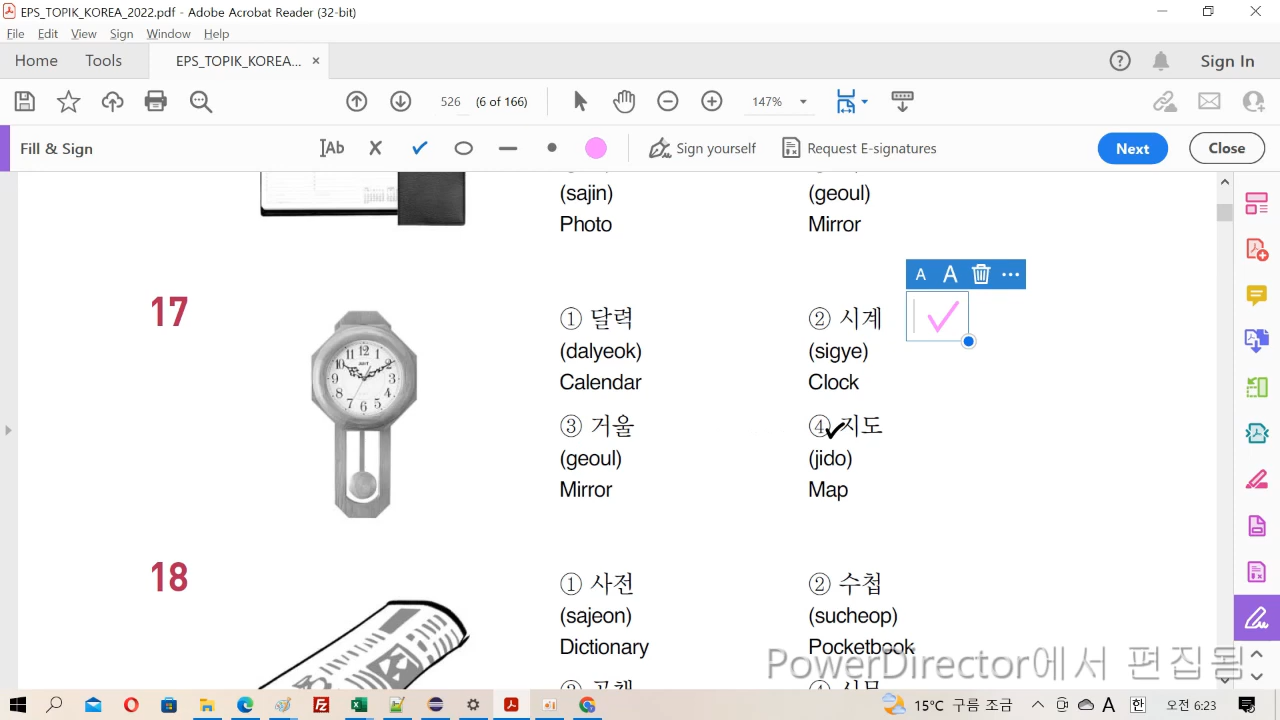 EPS_TOPIK_KOREA_2022.pdf - Adobe Acrobat Reader (32-bit)
File Edit View Sign Window Help
Home Tools EPS_TOPIK_KOREA... × Sign In
526 (6 of 166) 147%
Fill & Sign Ab Sign yourself Request E-signatures Next Close
(sajin) (geoul)
Photo Mirror
A A
17 ① 달력 ② 시계
(dalyeok) (sigye)
Calendar Clock
③ 거울 ④ 지도
(geoul) (jido)
Mirror Map
18 ① 사전 ② 수첩
(sajeon) (sucheop)
Dictionary Pocketbook
PowerDirector에서 편집됨
15°C 구름 조금 A 한 오전 6:23